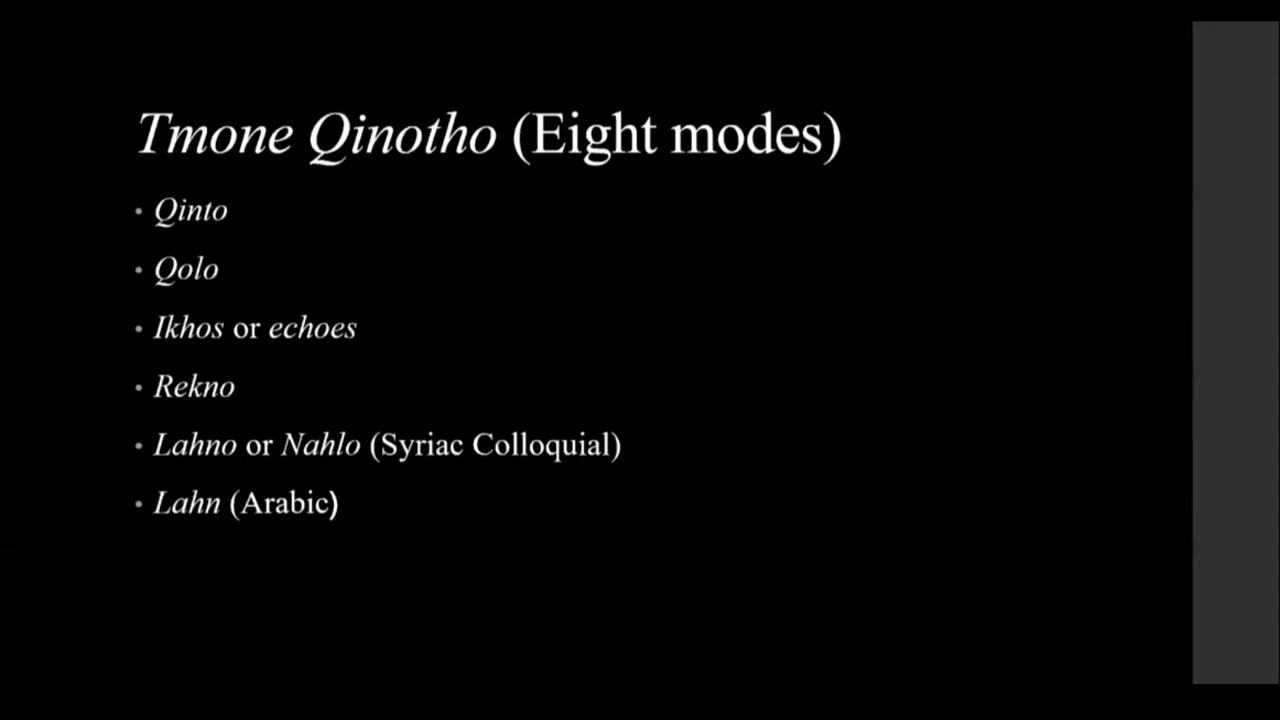 Tmone Qinotho (Eight modes)
• Qinto
• Qolo
• Ikhos or echoes
• Rekno
• Lahno or Nahlo (Syriac Colloquial)
• Lahn (Arabic)